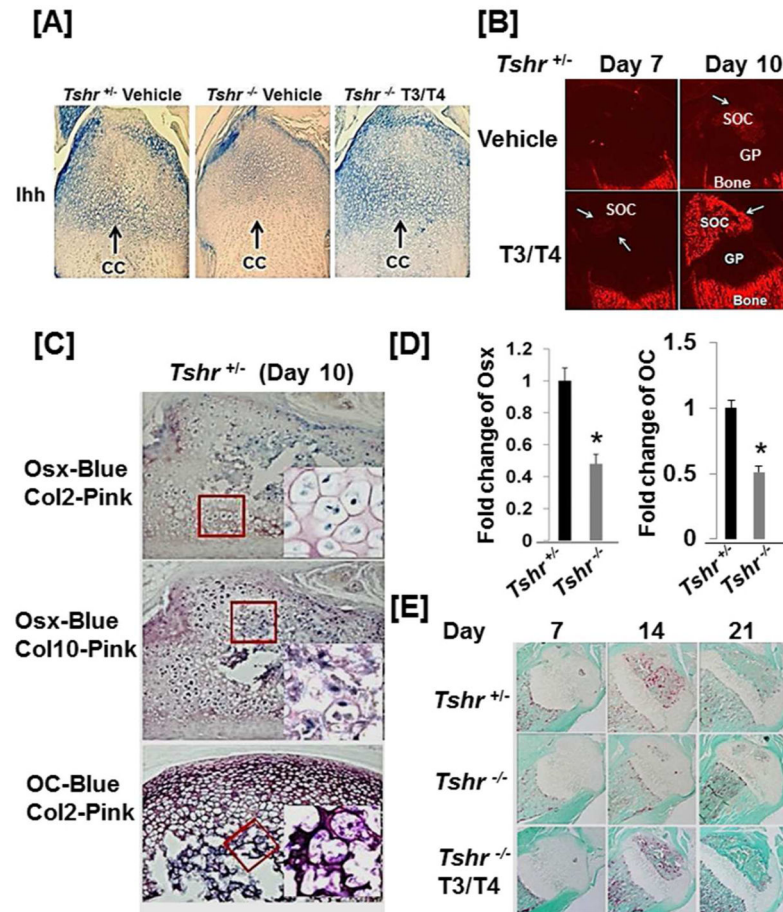 [A]
Tshr +/- Vehicle
Tshr -/- Vehicle
Tshr -/- T3/T4
Ihh
CC
CC
CC
[B]
Tshr +/-
Day 7
Day 10
Vehicle
SOC
GP
Bone
T3/T4
SOC
SOC
GP
Bone
[C]
Tshr +/- (Day 10)
Osx-Blue
Col2-Pink
Osx-Blue
Col10-Pink
OC-Blue
Col2-Pink
[D]
Fold change of Osx
1.2
1
0.8
0.6
0.4
0.2
0
*
Tshr +/-
Tshr -/-
Fold change of OC
1.5
1
0.5
0
*
Tshr +/-
Tshr -/-
[E]
Day
7
14
21
Tshr +/-
Tshr -/-
Tshr -/-
T3/T4